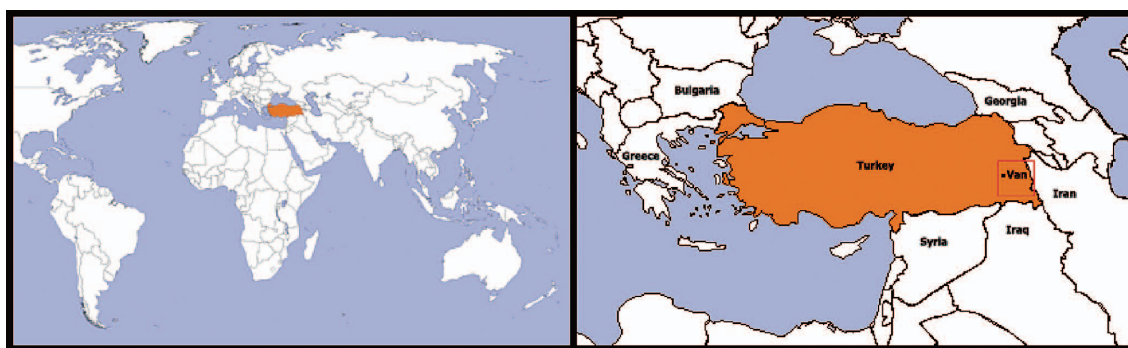 Bulgaria
Georgia
Greece
Turkey
Van
Iran
Syria
Iraq